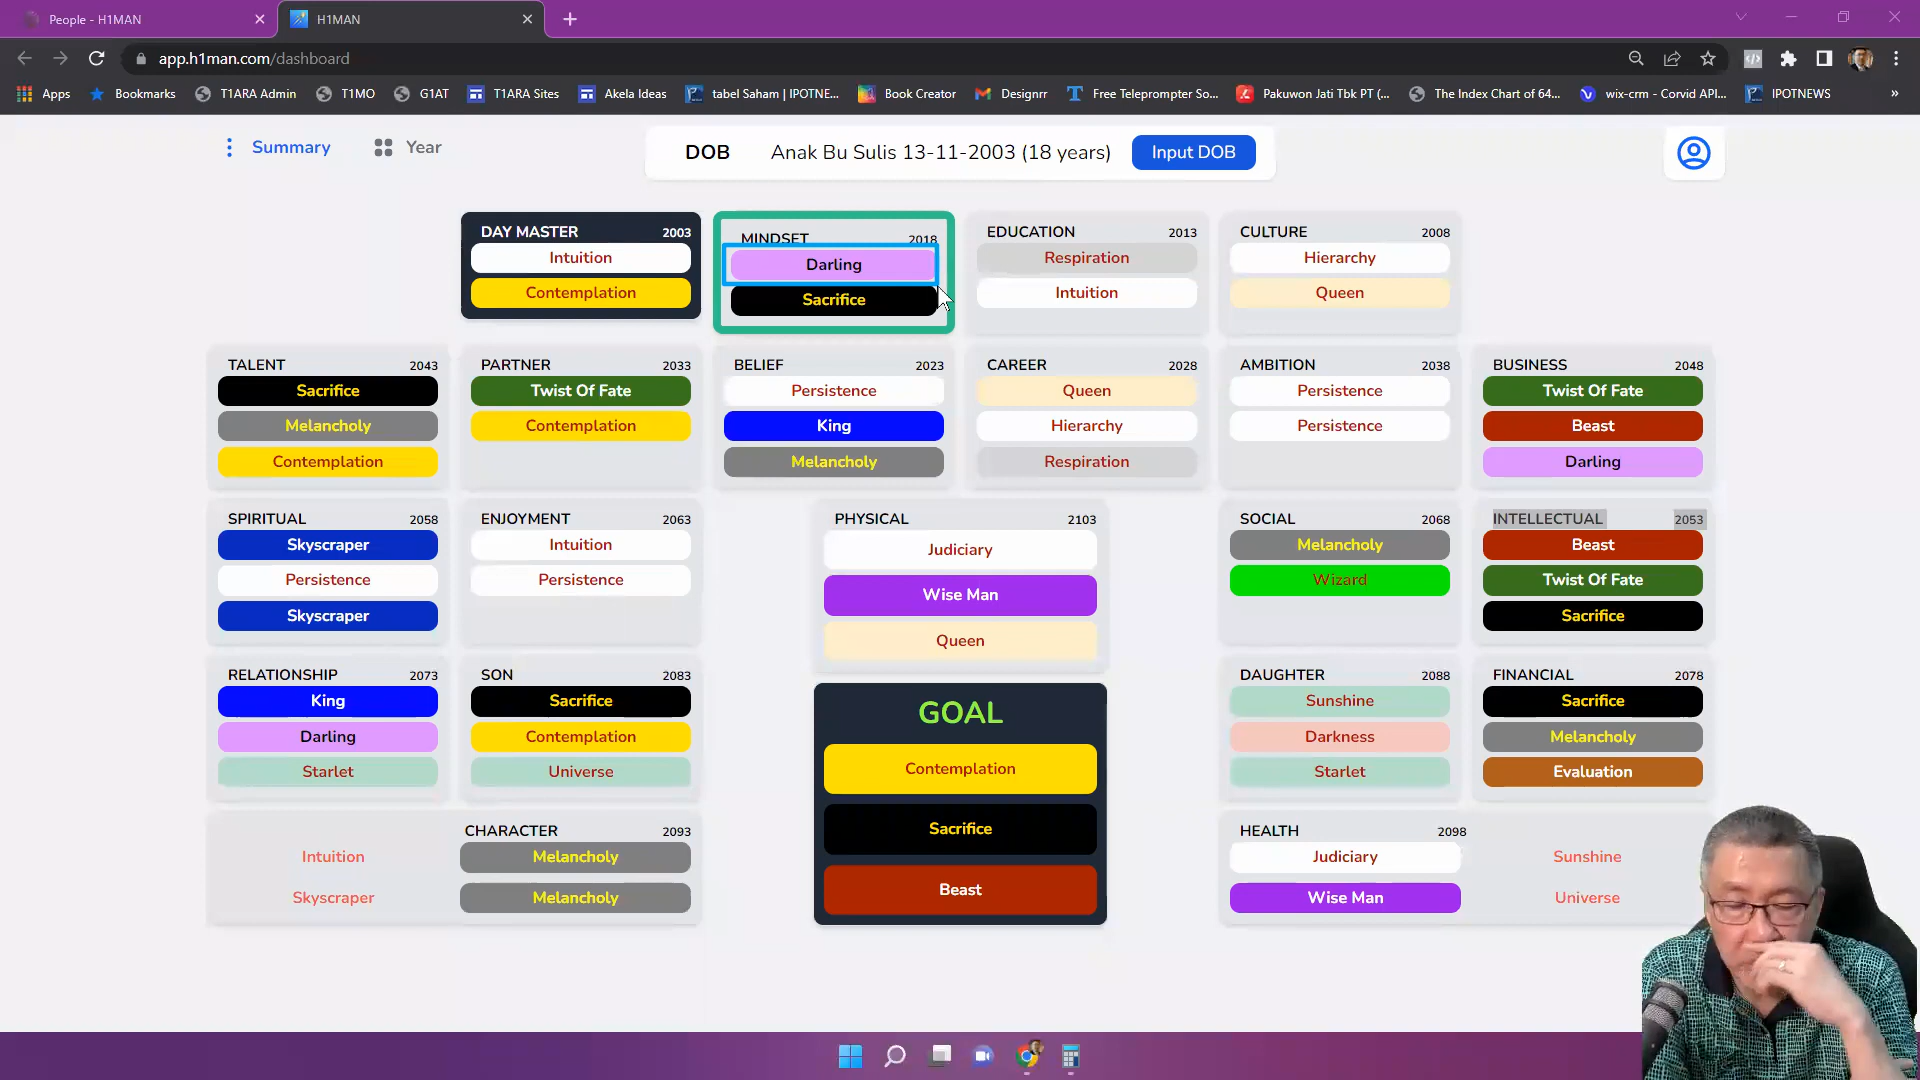 People - H1MAN
H1MAN
app.h1man.com/dashboard
Apps
Bookmarks
T1ARA Admin
T1MO
G1AT
T1ARA Sites
Akela Ideas
tabel Saham | IPOTNE...
Book Creator
Designrr
Free Teleprompter So...
Pakuwon Jati Tbk PT (...
The Index Chart of 64...
wix-crm - Corvid API...
IPOTNEWS
»
Summary
Year
DOB Anak Bu Sulis 13-11-2003 (18 years) Input DOB
DAY MASTER 2003
Intuition
Contemplation
MINDSET 2018
Darling
Sacrifice
EDUCATION 2013
Respiration
Intuition
CULTURE 2008
Hierarchy
Queen
TALENT 2043
Sacrifice
Melancholy
Contemplation
PARTNER 2033
Twist Of Fate
Contemplation
BELIEF 2023
Persistence
King
Melancholy
CAREER 2028
Queen
Hierarchy
Respiration
AMBITION 2038
Persistence
Persistence
BUSINESS 2048
Twist Of Fate
Beast
Darling
SPIRITUAL 2058
Skyscraper
Persistence
Skyscraper
ENJOYMENT 2063
Intuition
Persistence
PHYSICAL 2103
Judiciary
Wise Man
Queen
SOCIAL 2068
Melancholy
Wizard
INTELLECTUAL 2053
Beast
Twist Of Fate
Sacrifice
RELATIONSHIP 2073
King
Darling
Starlet
SON 2083
Sacrifice
Contemplation
Universe
GOAL
Contemplation
Sacrifice
Beast
DAUGHTER 2088
Sunshine
Darkness
Starlet
FINANCIAL 2078
Sacrifice
Melancholy
Evaluation
CHARACTER 2093
Intuition Melancholy
Skyscraper Melancholy
HEALTH 2098
Judiciary Sunshine
Wise Man Universe